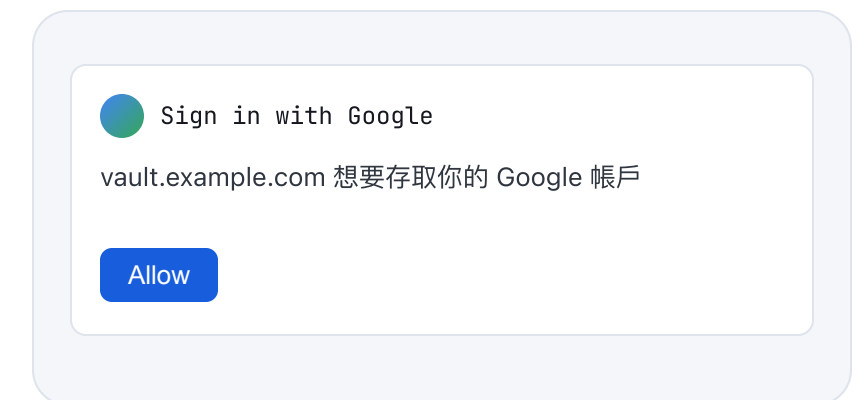 Sign in with Google
vault.example.com 想要存取你的 Google 帳戶
Allow